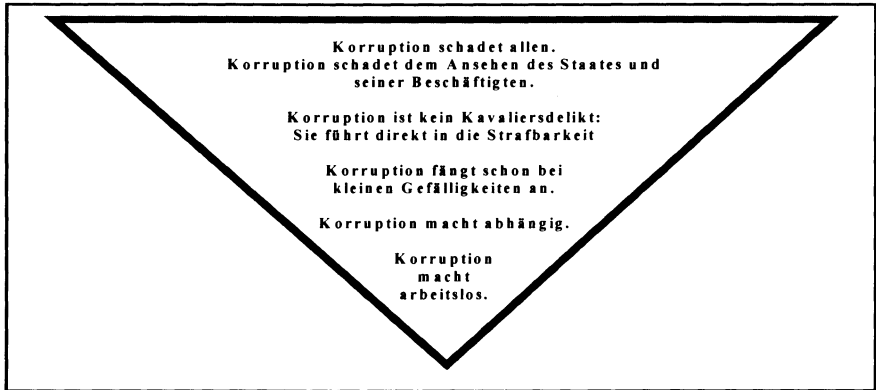 Korruption schadet allen.
Korruption schadet dem Ansehen des Staates und
seiner Beschäftigten.
Korruption ist kein Kavaliersdelikt:
Sie führt direkt in die Strafbarkeit
Korruption fängt schon bei
kleinen Gefälligkeiten an.
Korruption macht abhängig.
Korruption
macht
arbeitslos.